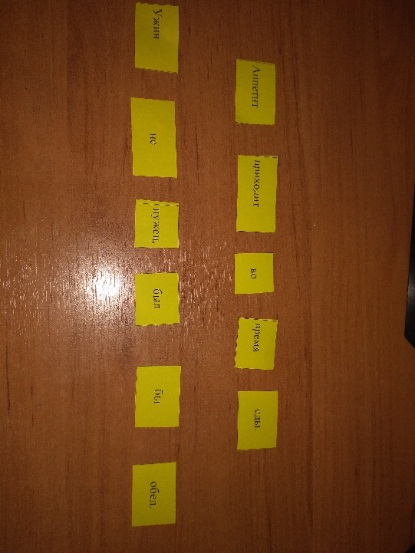 Аппетит приходит во время еды.
Ужин не нужен, был бы обед.